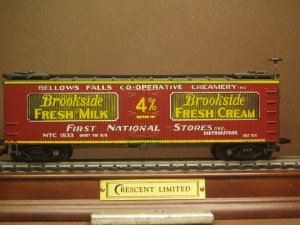 BELLOWS FALLS CO-OPERATIVE CREAMERY INC.
Brookside
FRESH MILK
4%
Brookside
FRESH CREAM
FIRST NATIONAL STORES INC.
DISTRIBUTORS
MTC 1833
CRESCENT LIMITED